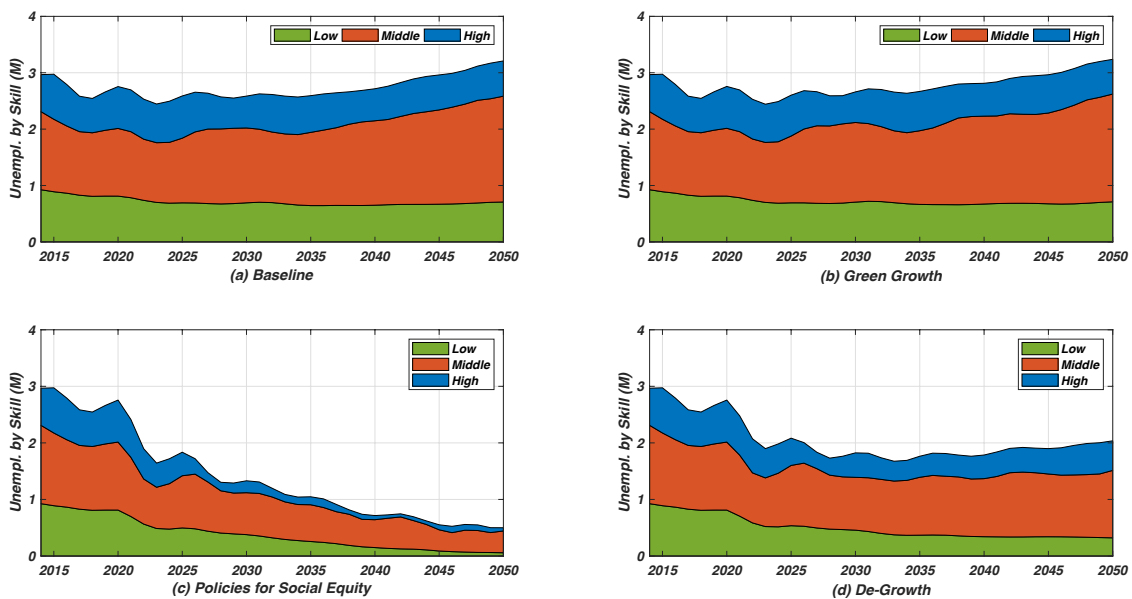 4
3
2
1
0
Unempl. by Skill (M)
Low Middle High
2015 2020 2025 2030 2035 2040 2045 2050
(a) Baseline
4
3
2
1
0
Unempl. by Skill (M)
Low Middle High
2015 2020 2025 2030 2035 2040 2045 2050
(b) Green Growth
4
3
2
1
0
Unempl. by Skill (M)
Low
Middle
High
2015 2020 2025 2030 2035 2040 2045 2050
(c) Policies for Social Equity
4
3
2
1
0
Unempl. by Skill (M)
Low
Middle
High
2015 2020 2025 2030 2035 2040 2045 2050
(d) De-Growth